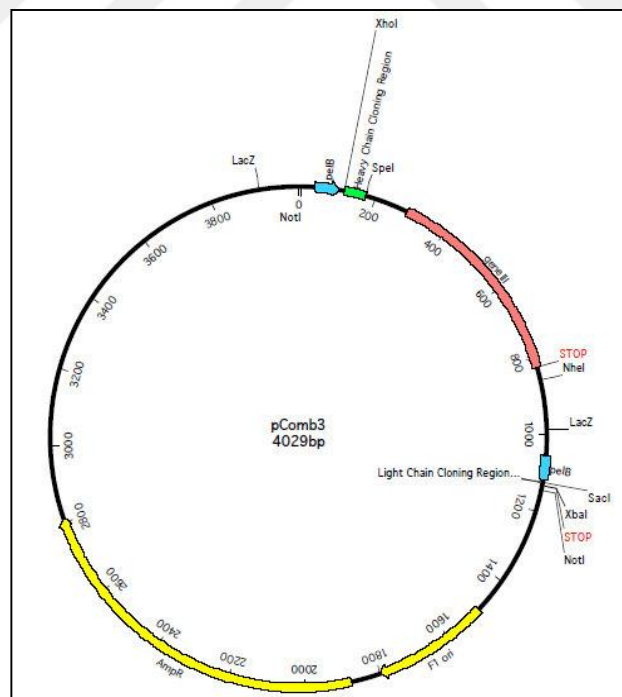 XhoI
Heavy Chain Cloning Region
SpeI
pelB
LacZ
NotI
0
200
400
geneIII
600
800
STOP
NheI
LacZ
1000
pelB
Light Chain Cloning Region...
SacI
XbaI
STOP
NotI
1200
1400
1600
F1 ori
1800
2000
2200
AmpR
2400
2600
2800
3000
3200
3400
3600
3800
pComb3
4029bp